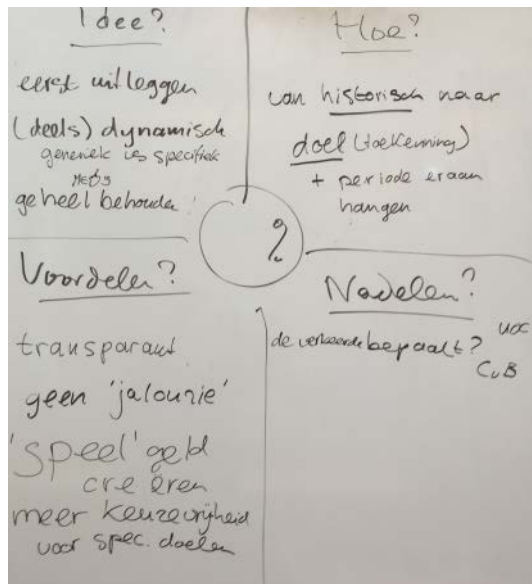 Idee?
eerst uitleggen
(deels) dynamisch
generiek vs specifiek
geheel behouden
Hoe?
van historisch naar
doel (toekenning)
+ periode eraan
hangen
?
Voordelen?
transparant
geen 'jalouzie'
'speel' geld
creëren
meer keuzevrijheid
voor spec. doelen
Nadelen?
de verkeerde bepaalt?
CvB